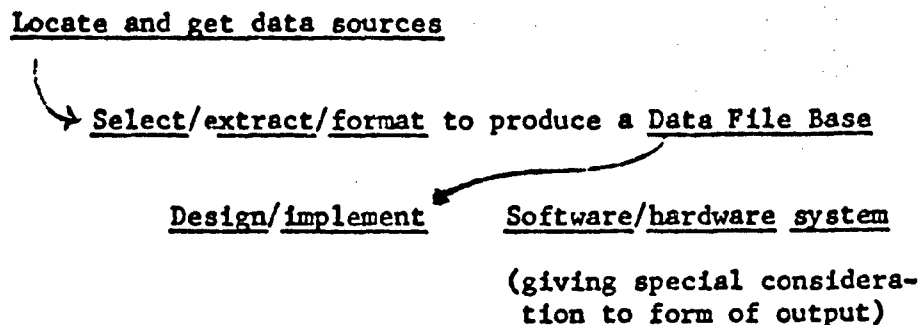 Locate and get data sources
Select/extract/format to produce a Data File Base
Design/implement Software/hardware system
(giving special considera-
tion to form of output)